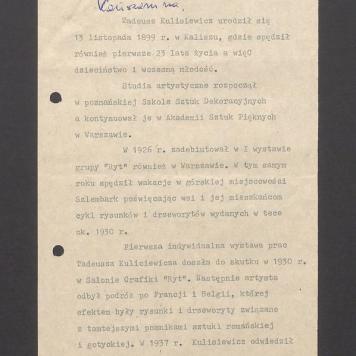 Tadeusz Kulisiewicz urodził się
13 listopada 1899 r. w Kaliszu, gdzie spędził
również pierwsze 23 lata życia a więc
dzieciństwo i wczesną młodość.
Studia artystyczne rozpoczął
w poznańskiej Szkole Sztuk Dekoracyjnych
a kontynuował je w Akademii Sztuk Pięknych
w Warszawie.
W 1926 r. zadebiutował w I wystawie
grupy "Ryt" również w Warszawie. W tym samym
roku spędził wakacje w górskiej miejscowości
Szlembark poświęcając wsi i jej mieszkańcom
cykl rysunków i drzeworytów wydanych w tece
ok. 1930 r.
Pierwsza indywidualna wystawa prac
Tadeusza Kulisiewicza doszła do skutku w 1930 r.
w Salonie Grafiki "Ryt". Następnie artysta
odbył podróż po Francji i Belgii, której
efektem były rysunki i drzeworyty związane
z tamtejszymi pomnikami sztuki romańskiej
i gotyckiej. W 1937 r. Kulisiewicz odwiedził